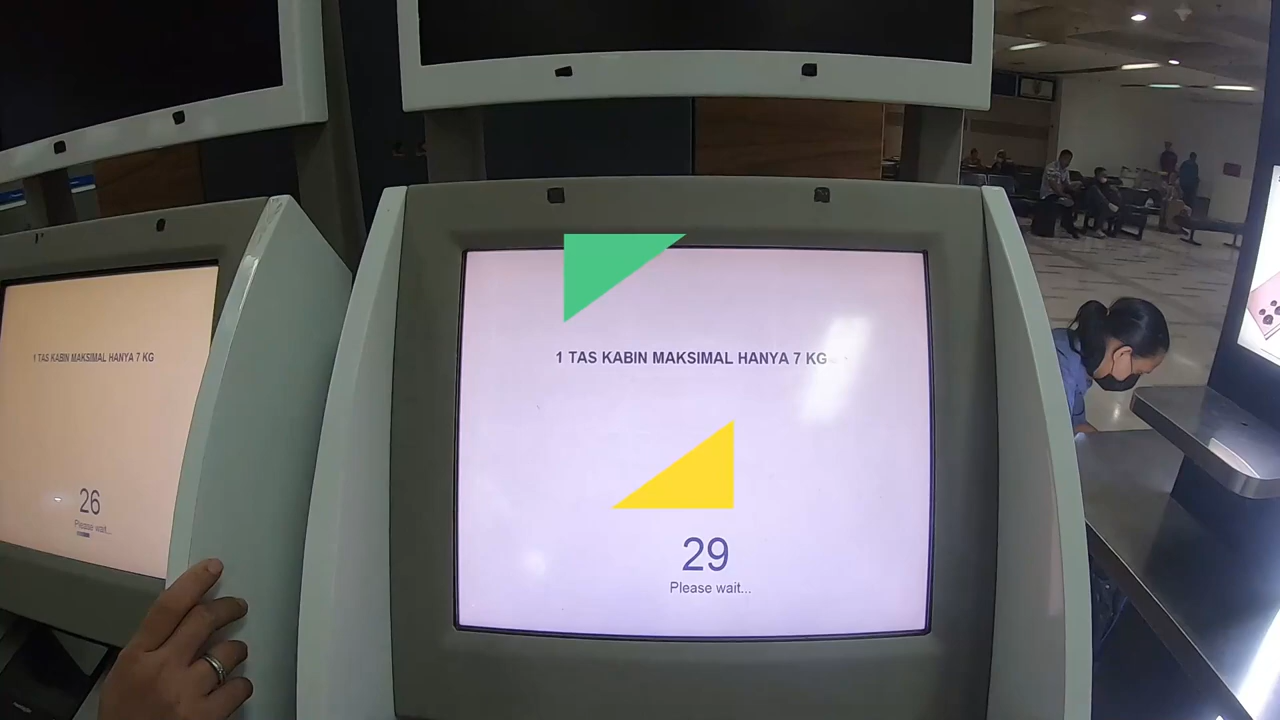 1 TAS KABIN MAKSIMAL HANYA 7 KG
26
Please wait...
1 TAS KABIN MAKSIMAL HANYA 7 KG
29
Please wait...